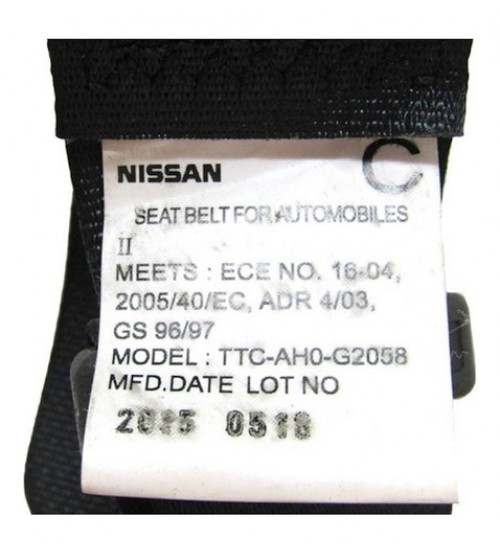 C
NISSAN
SEAT BELT FOR AUTOMOBILES
II
MEETS : ECE NO. 16-04,
2005/40/EC, ADR 4/03,
GS 96/97
MODEL : TTC-AH0-G2058
MFD.DATE LOT NO